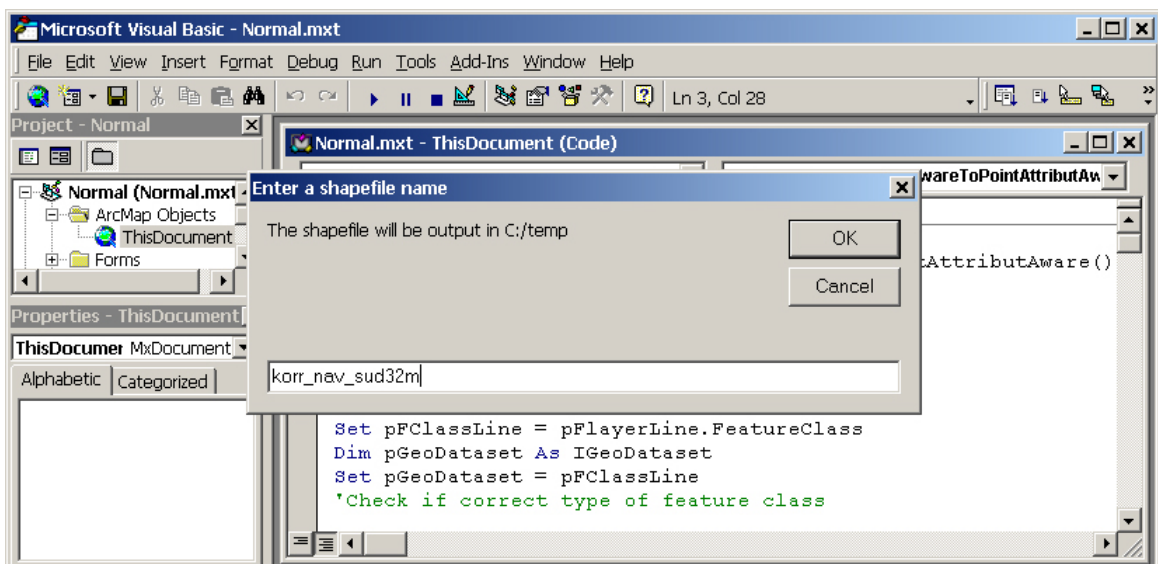 Microsoft Visual Basic - Normal.mxt
File Edit View Insert Format Debug Run Tools Add-Ins Window Help
Ln 3, Col 28
Project - Normal
Normal.mxt - ThisDocument (Code)
Normal (Normal.mxt
ArcMap Objects
ThisDocument
Forms
wareToPointAttributAw
tAttributAware()
Enter a shapefile name
The shapefile will be output in C:/temp
OK
Cancel
korr_nav_sud32m
Properties - ThisDocument
ThisDocumer MxDocument
Alphabetic Categorized
Set pFClassLine = pFlayerLine.FeatureClass
Dim pGeoDataset As IGeoDataset
Set pGeoDataset = pFClassLine
'Check if correct type of feature class